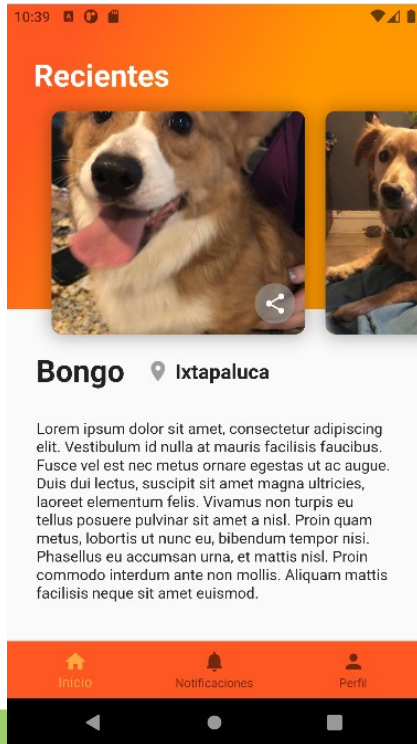 10:39
Recientes
Bongo
Ixtapaluca
Lorem ipsum dolor sit amet, consectetur adipiscing
elit. Vestibulum id nulla at mauris facilisis faucibus.
Fusce vel est nec metus ornare egestas ut ac augue.
Duis dui lectus, suscipit sit amet magna ultricies,
laoreet elementum felis. Vivamus non turpis eu
tellus posuere pulvinar sit amet a nisl. Proin quam
metus, lobortis ut nunc eu, bibendum tempor nisi.
Phasellus eu accumsan urna, et mattis nisl. Proin
commodo interdum ante non mollis. Aliquam mattis
facilisis neque sit amet euismod.
Inicio
Notificaciones
Perfil